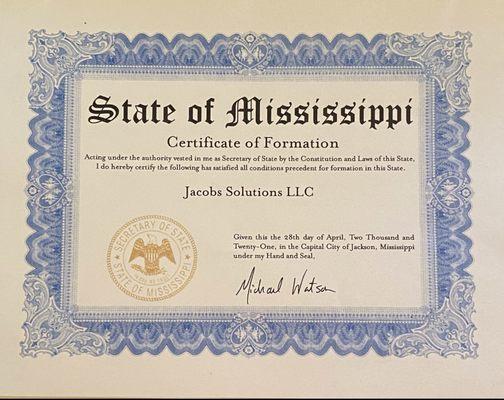 State of Mississippi
Certificate of Formation
Acting under the authority vested in me as Secretary of State by the Constitution and Laws of this State,
I do hereby certify the following has satisfied all conditions precedent for formation in this State.
Jacobs Solutions LLC
SECRETARY OF STATE
STATE OF MISSISSIPPI
Given this the 28th day of April, Two Thousand and
Twenty-One, in the Capital City of Jackson, Mississippi
under my Hand and Seal,
Michael Watson